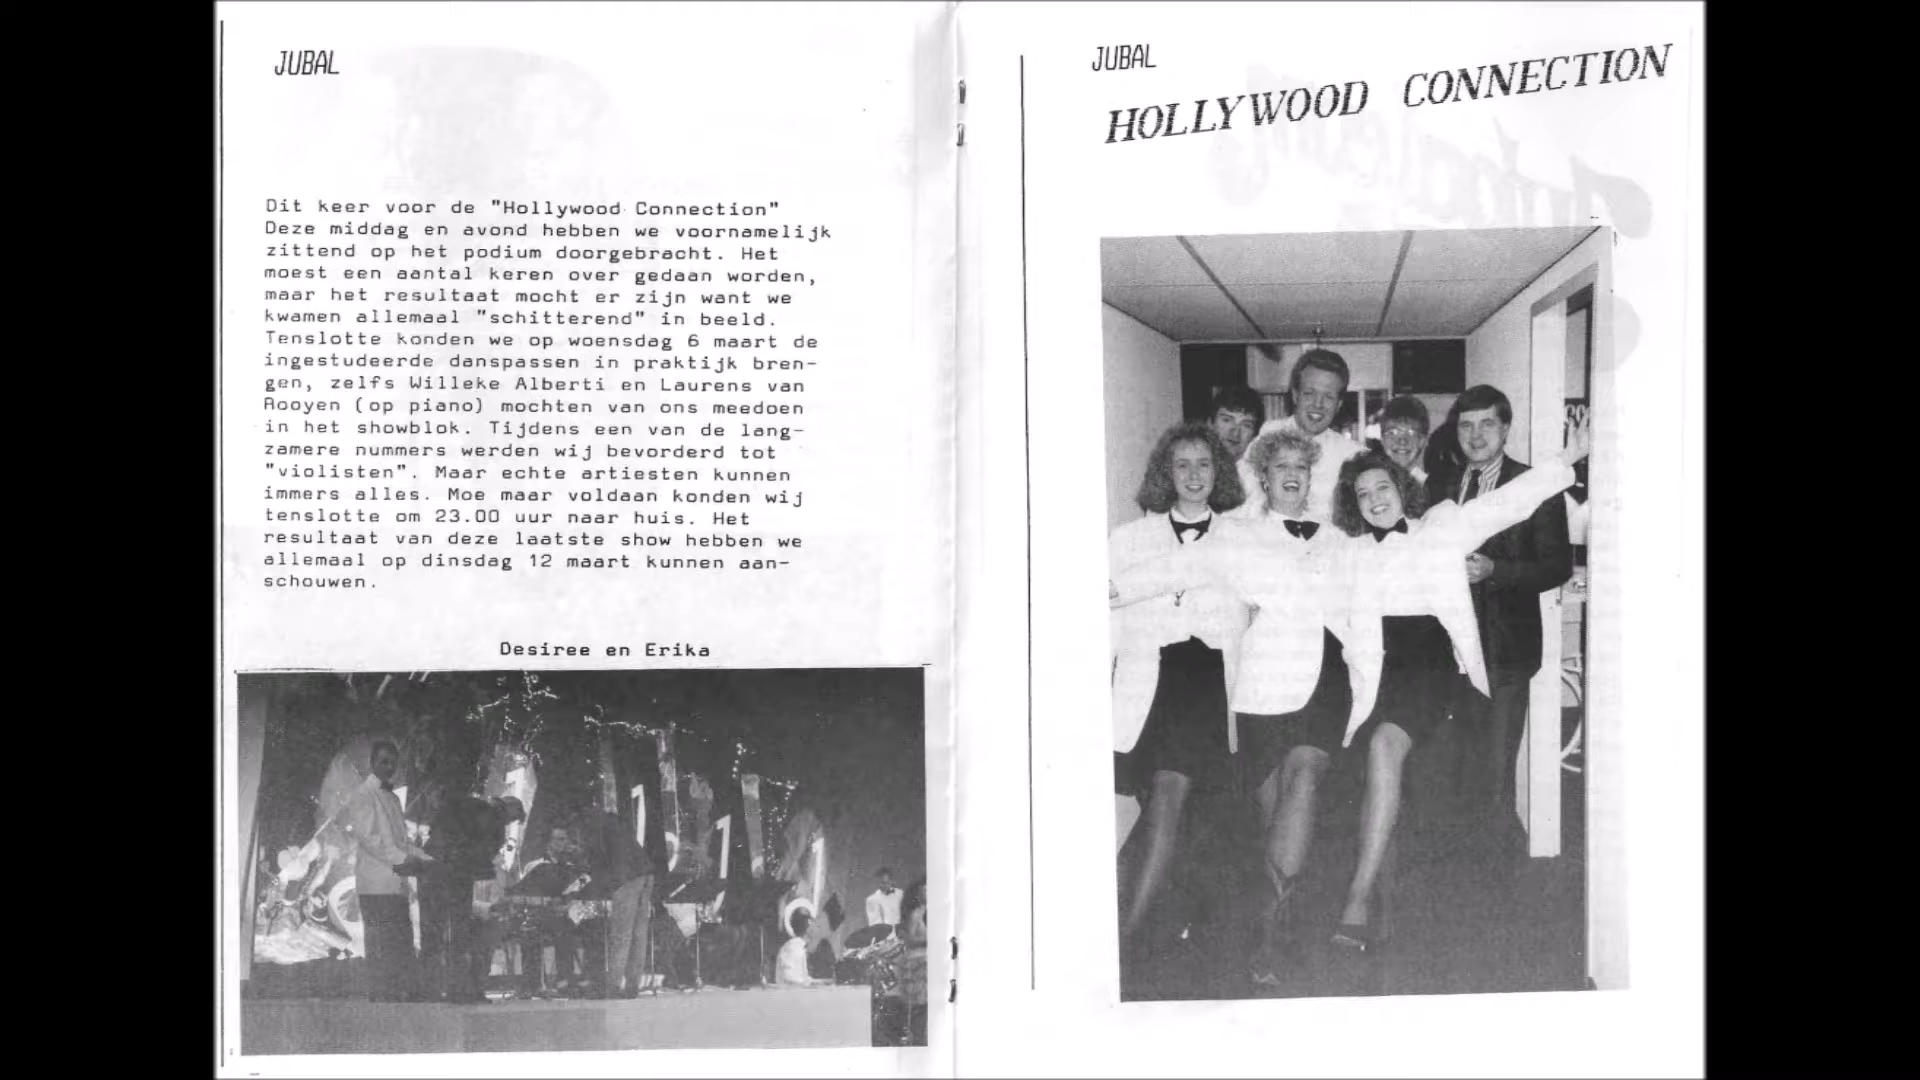 JUBAL
Dit keer voor de "Hollywood Connection"
Deze middag en avond hebben we voornamelijk
zittend op het podium doorgebracht. Het
moest een aantal keren over gedaan worden,
maar het resultaat mocht er zijn want we
kwamen allemaal "schitterend" in beeld.
Tenslotte konden we op woensdag 6 maart de
ingestudeerde danspassen in praktijk bren-
gen, zelfs Willeke Alberti en Laurens van
Rooyen (op piano) mochten van ons meedoen
in het showblok. Tijdens een van de lang-
zamere nummers werden wij bevorderd tot
"violisten". Maar echte artiesten kunnen
immers alles. Moe maar voldaan konden wij
tenslotte om 23.00 uur naar huis. Het
resultaat van deze laatste show hebben we
allemaal op dinsdag 12 maart kunnen aan-
schouwen.
Desiree en Erika
JUBAL
HOLLYWOOD CONNECTION